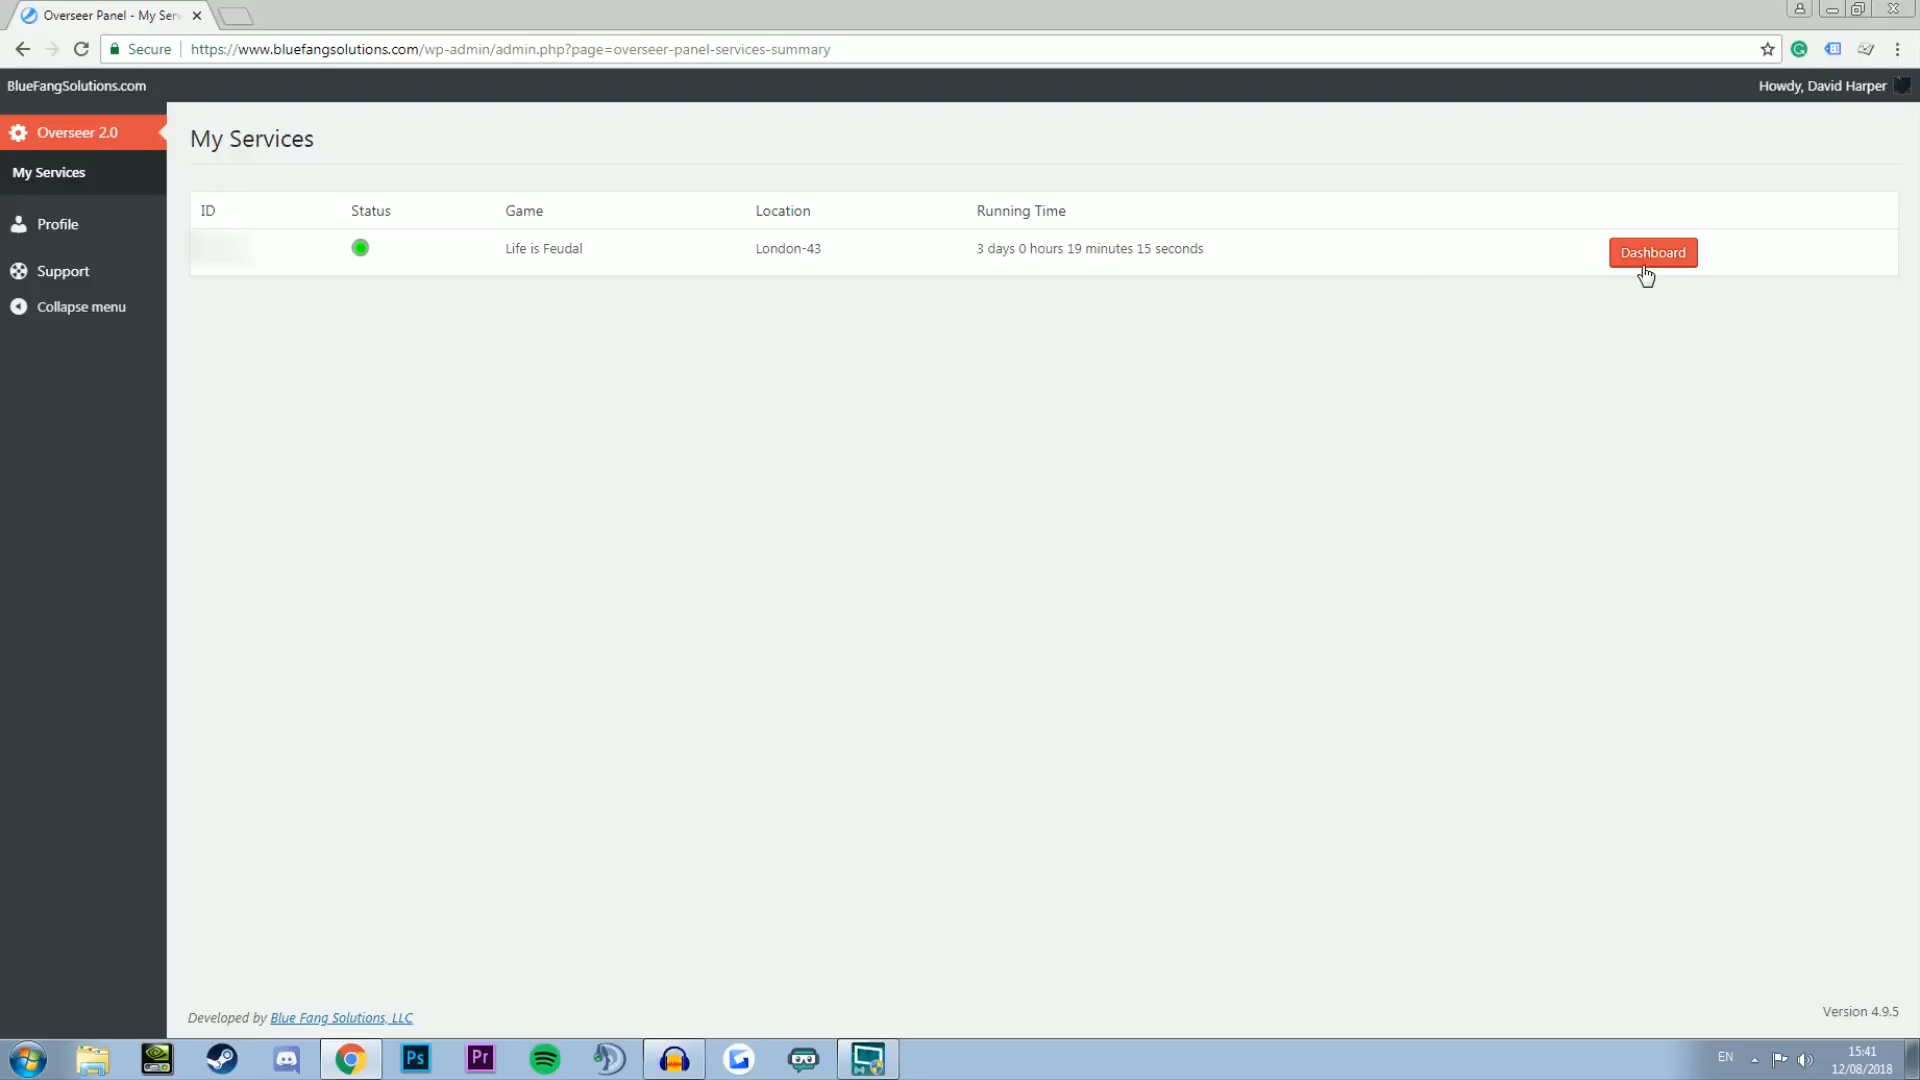 Overseer Panel - My Serv
Secure
https://www.bluefangsolutions.com/wp-admin/admin.php?page=overseer-panel-services-summary
BlueFangSolutions.com
Howdy, David Harper
Overseer 2.0
My Services
Profile
Support
Collapse menu
My Services
ID Status Game Location Running Time
Life is Feudal London-43 3 days 0 hours 19 minutes 15 seconds Dashboard
Developed by Blue Fang Solutions, LLC
Version 4.9.5
Ps
Pr
EN
15:41
12/08/2018